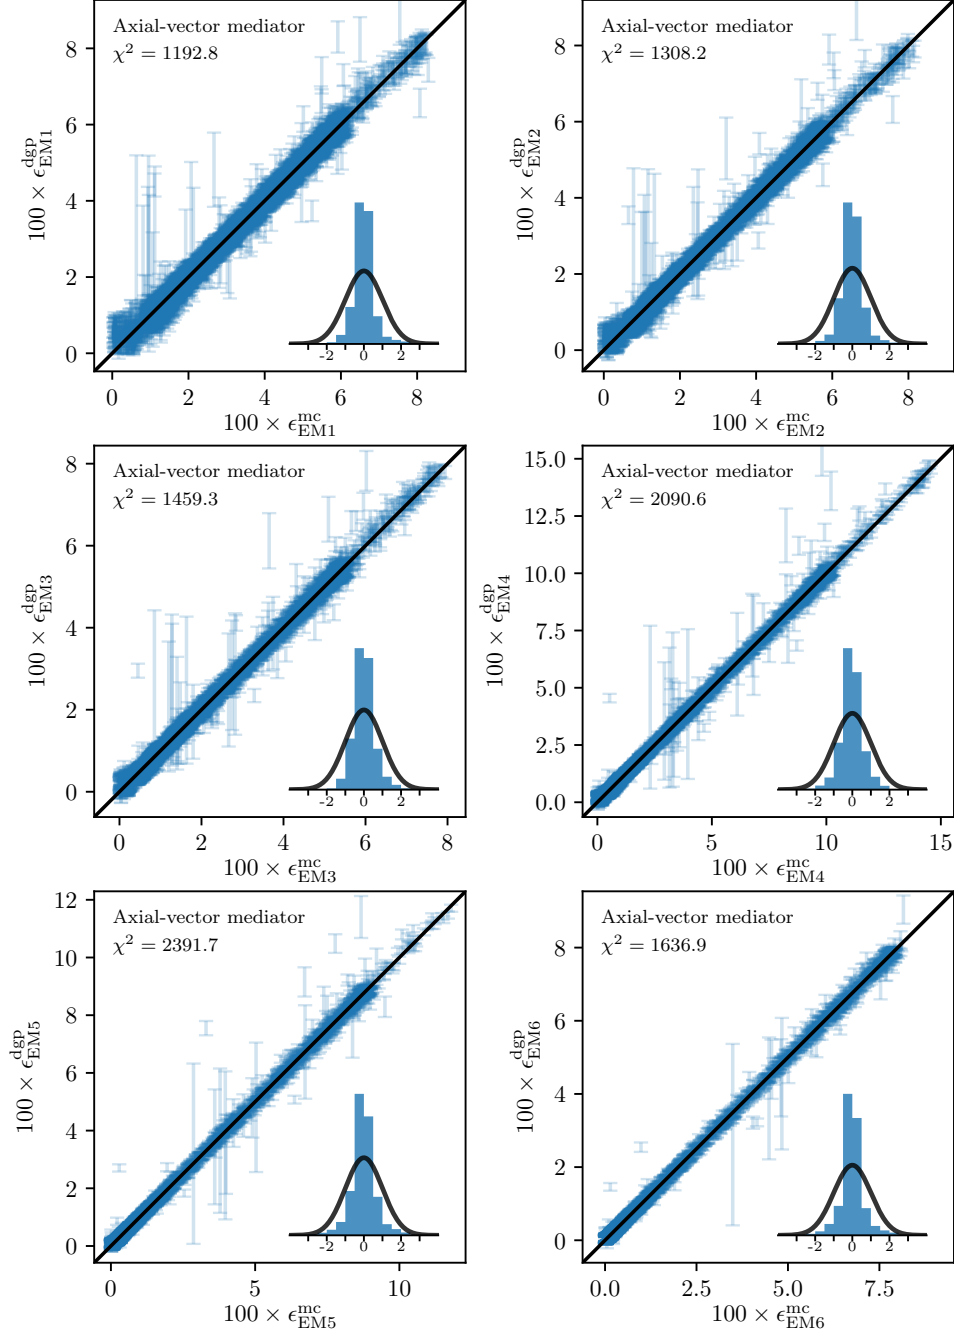 Axial-vector mediator
χ² = 1192.8
100 × ϵ^dgp_EM1
8
6
4
2
0
-2 0 2
0 2 4 6 8
100 × ϵ^mc_EM1
Axial-vector mediator
χ² = 1308.2
100 × ϵ^dgp_EM2
8
6
4
2
0
-2 0 2
0 2 4 6 8
100 × ϵ^mc_EM2
Axial-vector mediator
χ² = 1459.3
100 × ϵ^dgp_EM3
8
6
4
2
0
-2 0 2
0 2 4 6 8
100 × ϵ^mc_EM3
Axial-vector mediator
χ² = 2090.6
100 × ϵ^dgp_EM4
15.0
12.5
10.0
7.5
5.0
2.5
0.0
-2 0 2
0 5 10 15
100 × ϵ^mc_EM4
Axial-vector mediator
χ² = 2391.7
100 × ϵ^dgp_EM5
12
10
8
6
4
2
0
-2 0 2
0 5 10
100 × ϵ^mc_EM5
Axial-vector mediator
χ² = 1636.9
100 × ϵ^dgp_EM6
8
6
4
2
0
-2 0 2
0.0 2.5 5.0 7.5
100 × ϵ^mc_EM6